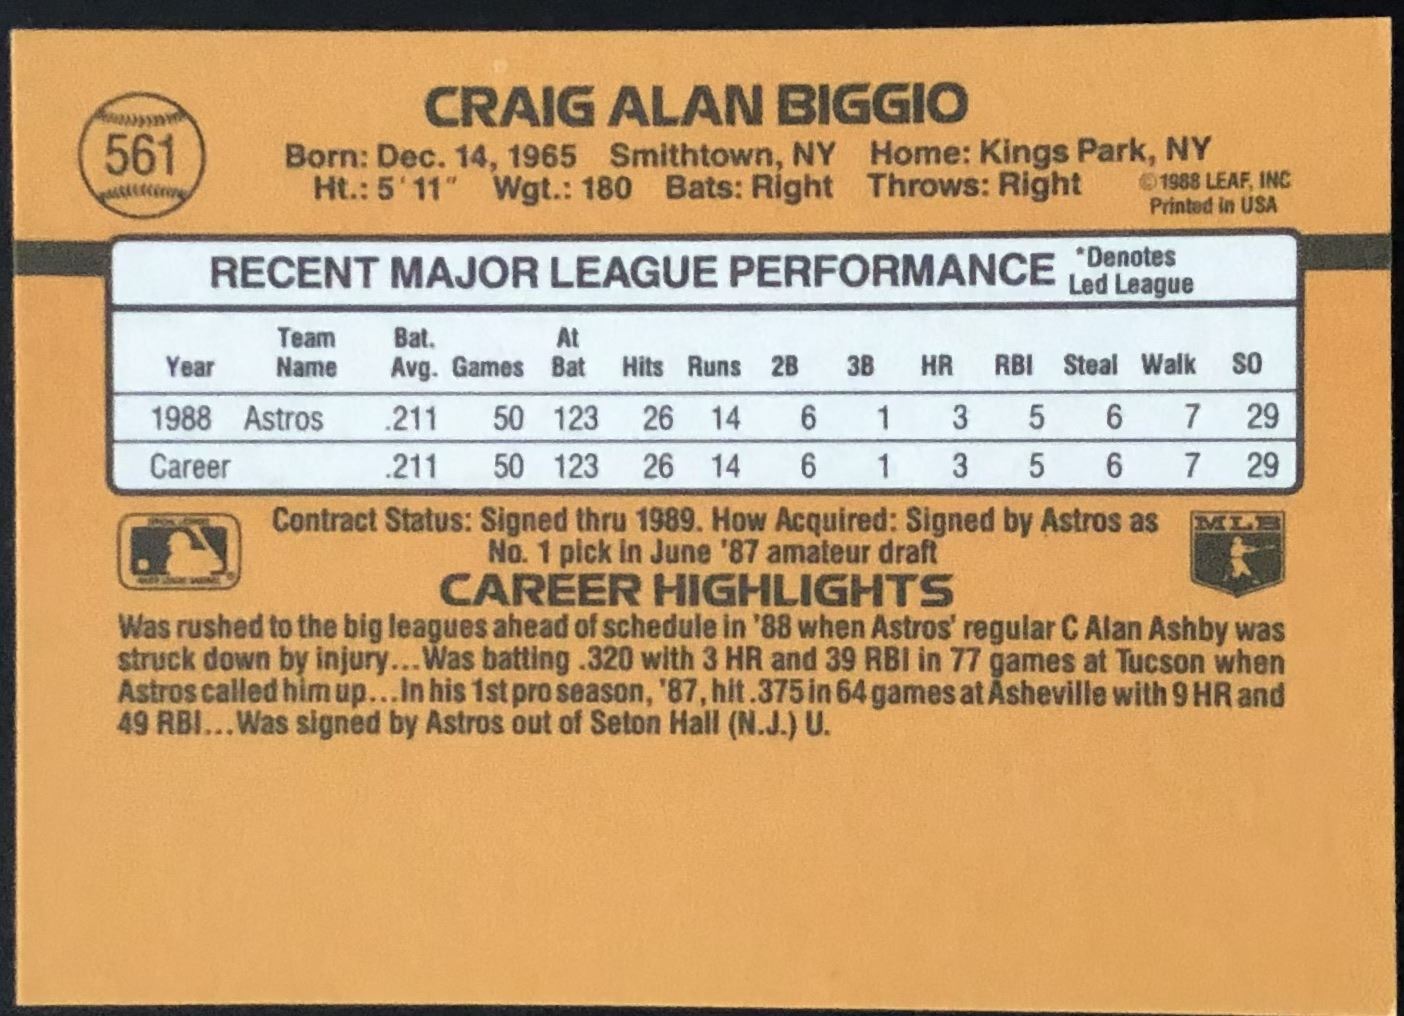 CRAIG ALAN BIGGIO
561
Born: Dec. 14, 1965 Smithtown, NY Home: Kings Park, NY
Ht.: 5' 11" Wgt.: 180 Bats: Right Throws: Right
©1988 LEAF, INC
Printed in USA
RECENT MAJOR LEAGUE PERFORMANCE
*Denotes
Led League
Year Team Name Bat. Avg. Games At Bat Hits Runs 2B 3B HR RBI Steal Walk SO
1988 Astros .211 50 123 26 14 6 1 3 5 6 7 29
Career .211 50 123 26 14 6 1 3 5 6 7 29
Contract Status: Signed thru 1989. How Acquired: Signed by Astros as
No. 1 pick in June '87 amateur draft
MLB
CAREER HIGHLIGHTS
Was rushed to the big leagues ahead of schedule in '88 when Astros' regular C Alan Ashby was
struck down by injury...Was batting .320 with 3 HR and 39 RBI in 77 games at Tucson when
Astros called him up...In his 1st pro season, '87, hit .375 in 64 games at Asheville with 9 HR and
49 RBI...Was signed by Astros out of Seton Hall (N.J.) U.